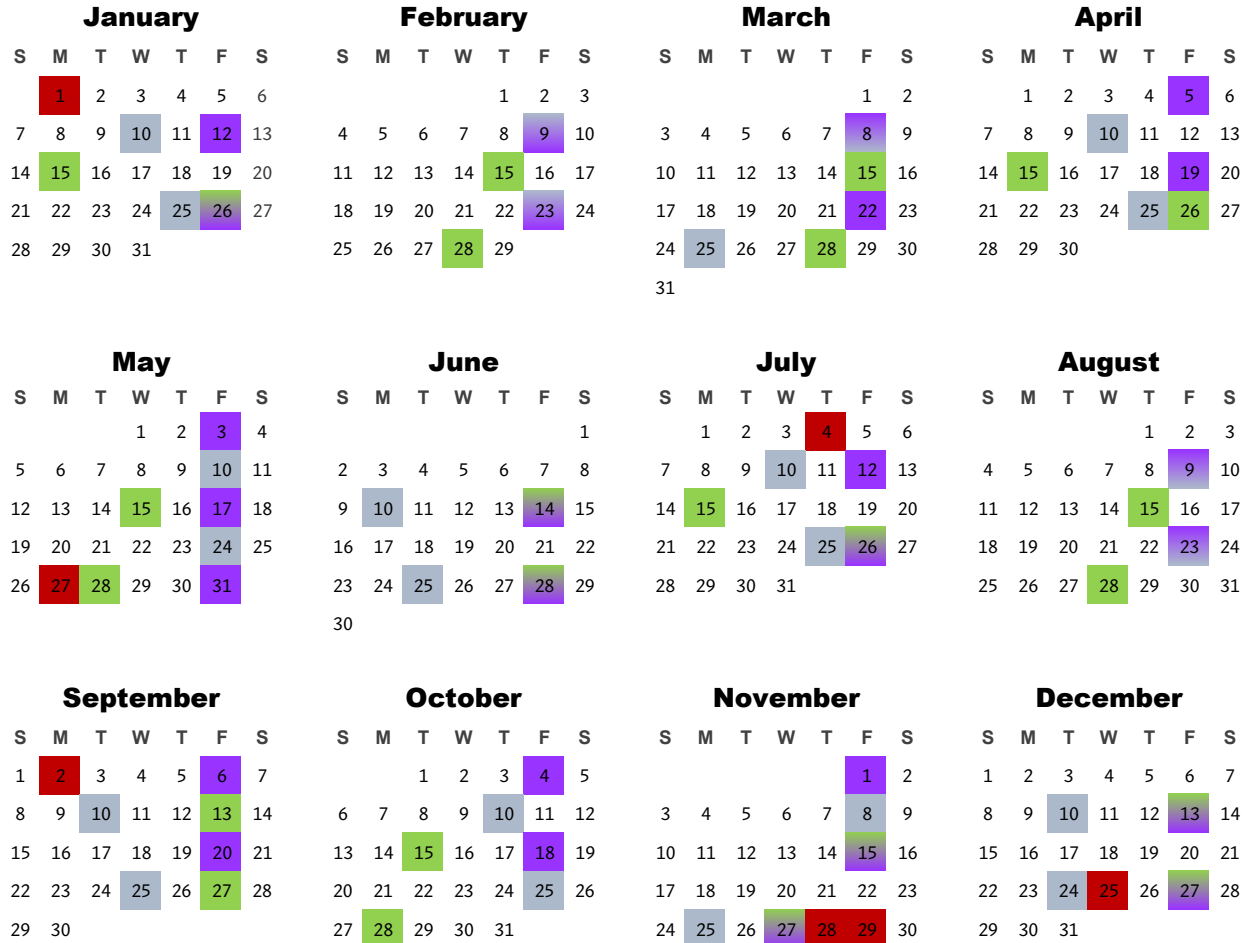 January February March April
S M T W T F S S M T W T F S S M T W T F S S M T W T F S
1 2 3 4 5 6 1 2 3 1 2 1 2 3 4 5 6
7 8 9 10 11 12 13 4 5 6 7 8 9 10 3 4 5 6 7 8 9 7 8 9 10 11 12 13
14 15 16 17 18 19 20 11 12 13 14 15 16 17 10 11 12 13 14 15 16 14 15 16 17 18 19 20
21 22 23 24 25 26 27 18 19 20 21 22 23 24 17 18 19 20 21 22 23 21 22 23 24 25 26 27
28 29 30 31 25 26 27 28 29 24 25 26 27 28 29 30 28 29 30
31
May June July August
S M T W T F S S M T W T F S S M T W T F S S M T W T F S
1 2 3 4 1 1 2 3 4 5 6 1 2 3
5 6 7 8 9 10 11 2 3 4 5 6 7 8 7 8 9 10 11 12 13 4 5 6 7 8 9 10
12 13 14 15 16 17 18 9 10 11 12 13 14 15 14 15 16 17 18 19 20 11 12 13 14 15 16 17
19 20 21 22 23 24 25 16 17 18 19 20 21 22 21 22 23 24 25 26 27 18 19 20 21 22 23 24
26 27 28 29 30 31 23 24 25 26 27 28 29 28 29 30 31 25 26 27 28 29 30 31
30
September October November December
S M T W T F S S M T W T F S S M T W T F S S M T W T F S
1 2 3 4 5 6 7 1 2 3 4 5 1 2 1 2 3 4 5 6 7
8 9 10 11 12 13 14 6 7 8 9 10 11 12 3 4 5 6 7 8 9 8 9 10 11 12 13 14
15 16 17 18 19 20 21 13 14 15 16 17 18 19 10 11 12 13 14 15 16 15 16 17 18 19 20 21
22 23 24 25 26 27 28 20 21 22 23 24 25 26 17 18 19 20 21 22 23 22 23 24 25 26 27 28
29 30 27 28 29 30 31 24 25 26 27 28 29 30 29 30 31